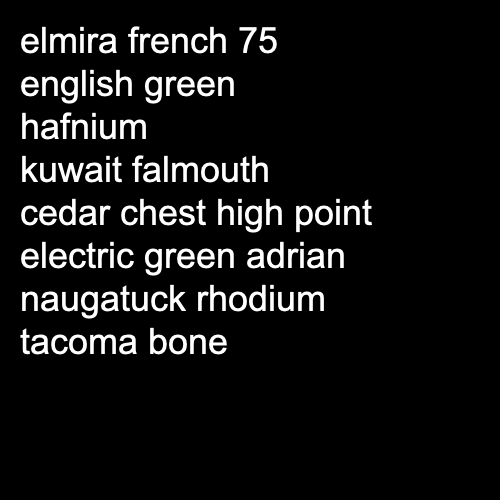 elmira french 75
english green
hafnium
kuwait falmouth
cedar chest high point
electric green adrian
naugatuck rhodium
tacoma bone